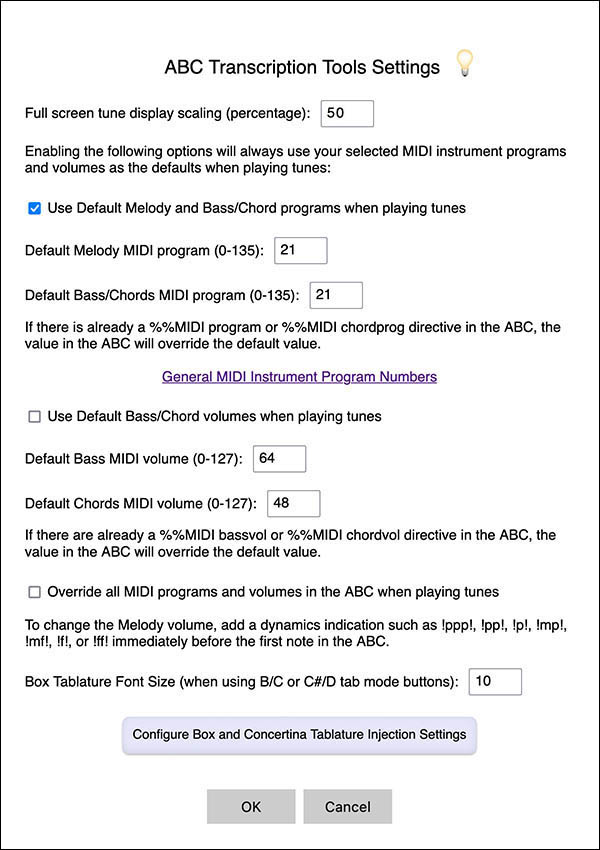 ABC Transcription Tools Settings
Full screen tune display scaling (percentage): 50
Enabling the following options will always use your selected MIDI instrument programs
and volumes as the defaults when playing tunes:
Use Default Melody and Bass/Chord programs when playing tunes
Default Melody MIDI program (0-135): 21
Default Bass/Chords MIDI program (0-135): 21
If there is already a %%MIDI program or %%MIDI chordprog directive in the ABC, the
value in the ABC will override the default value.
General MIDI Instrument Program Numbers
Use Default Bass/Chord volumes when playing tunes
Default Bass MIDI volume (0-127): 64
Default Chords MIDI volume (0-127): 48
If there are already a %%MIDI bassvol or %%MIDI chordvol directive in the ABC, the
value in the ABC will override the default value.
Override all MIDI programs and volumes in the ABC when playing tunes
To change the Melody volume, add a dynamics indication such as !ppp!, !pp!, !p!, !mp!,
!mf!, !f!, or !ff! immediately before the first note in the ABC.
Box Tablature Font Size (when using B/C or C#/D tab mode buttons): 10
Configure Box and Concertina Tablature Injection Settings
OK Cancel